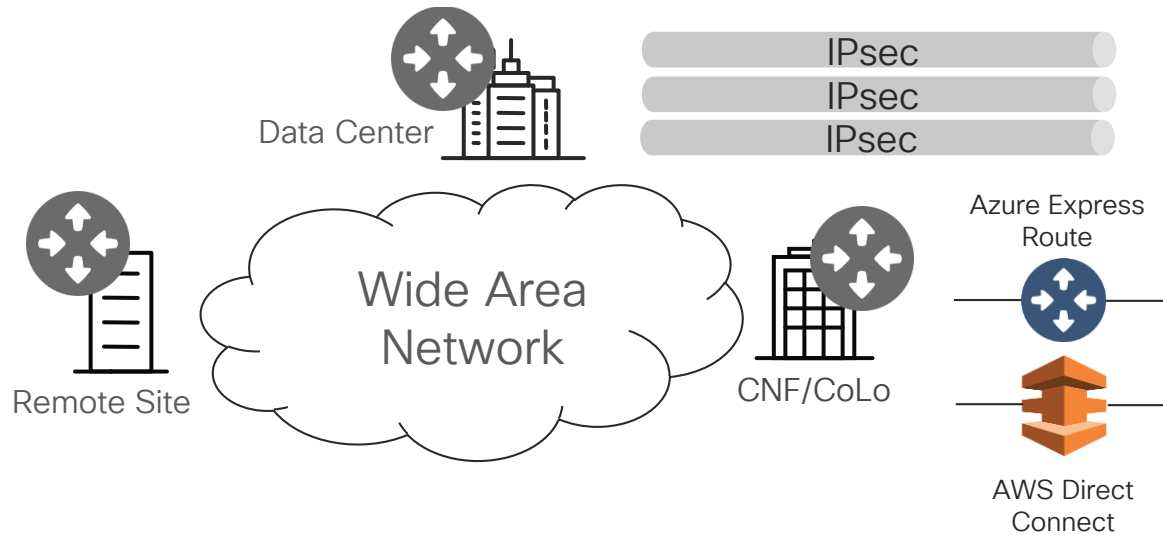 IPsec
IPsec
IPsec
Data Center
Azure Express
Route
Wide Area
Network
Remote Site
CNF/CoLo
AWS Direct
Connect